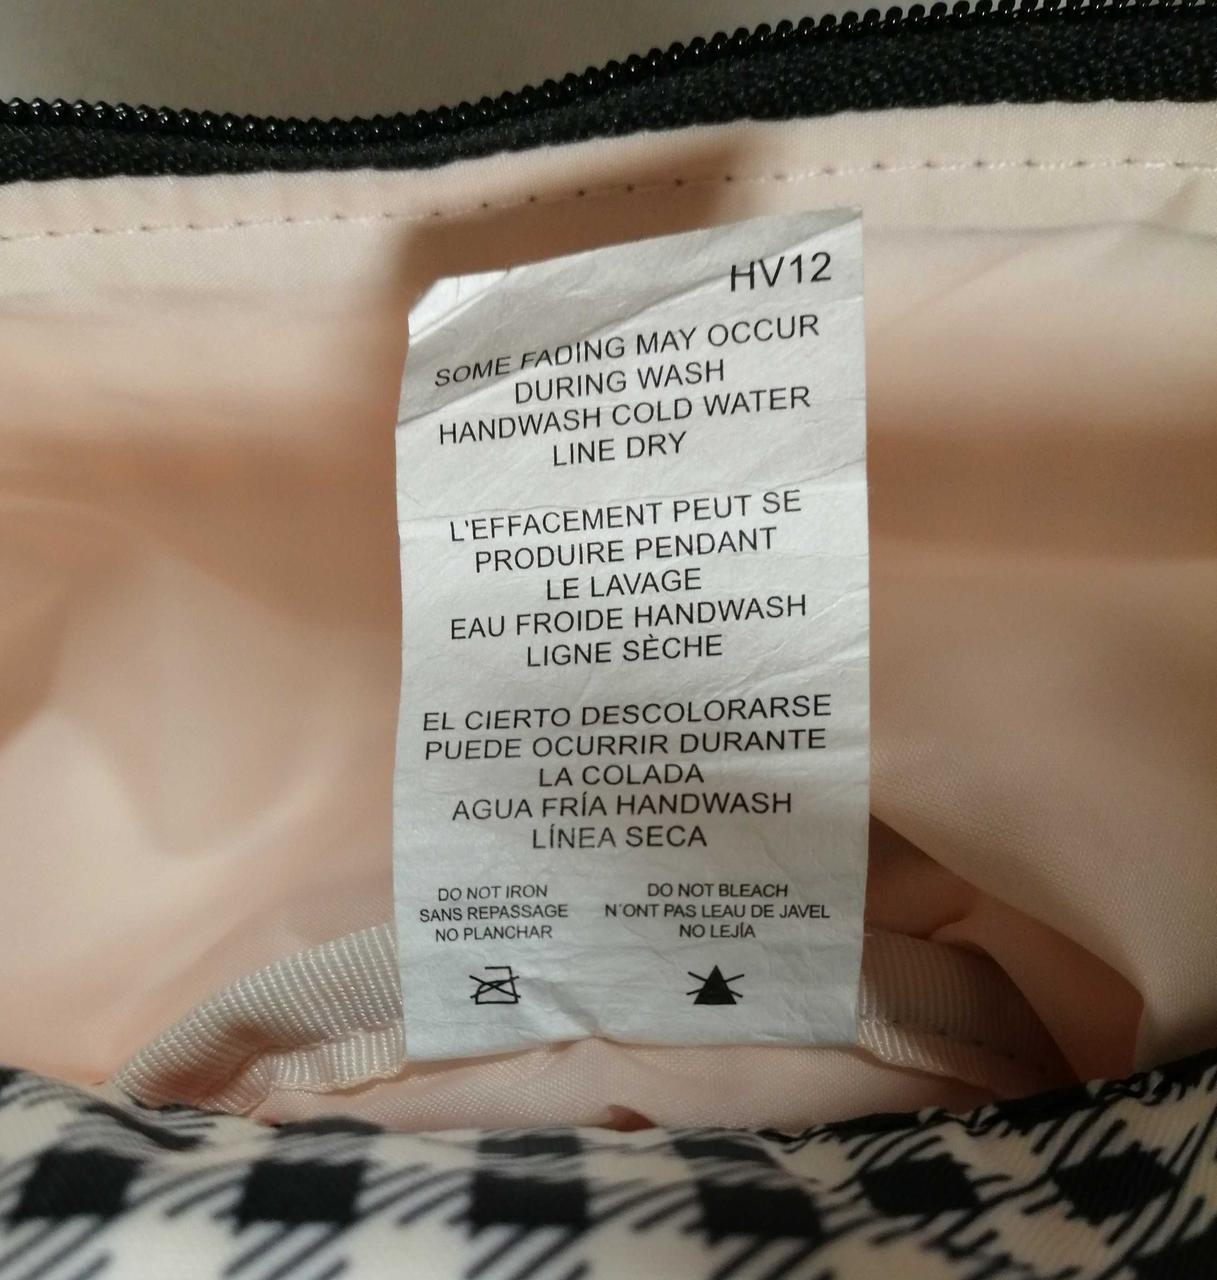 HV12
SOME FADING MAY OCCUR
DURING WASH
HANDWASH COLD WATER
LINE DRY
L'EFFACEMENT PEUT SE
PRODUIRE PENDANT
LE LAVAGE
EAU FROIDE HANDWASH
LIGNE SÈCHE
EL CIERTO DESCOLORARSE
PUEDE OCURRIR DURANTE
LA COLADA
AGUA FRÍA HANDWASH
LÍNEA SECA
DO NOT IRON
SANS REPASSAGE
NO PLANCHAR
DO NOT BLEACH
N´ONT PAS LEAU DE JAVEL
NO LEJÍA